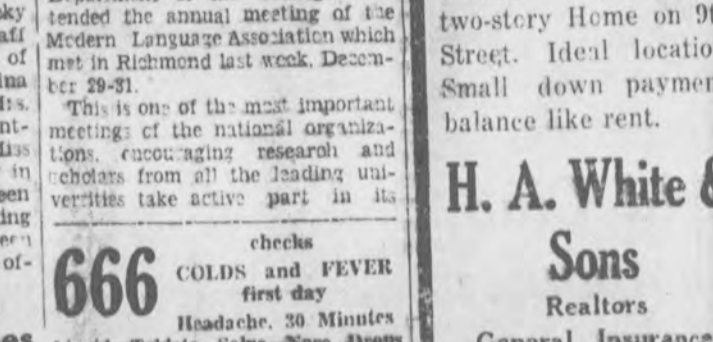 tended the annual meeting of the
Modern Language Association which
met in Richmond last week, Decem-
ber 29-31.
This is one of the most important
meetings of the national organiza-
tions, encouraging research and
scholars from all the leading uni-
versities take active part in its
666
checks
COLDS and FEVER
first day
Headache, 30 Minutes
two-story Home on
Street. Ideal
Small down
balance like rent.
H. A. White &
Sons
Realtors
General Insurance